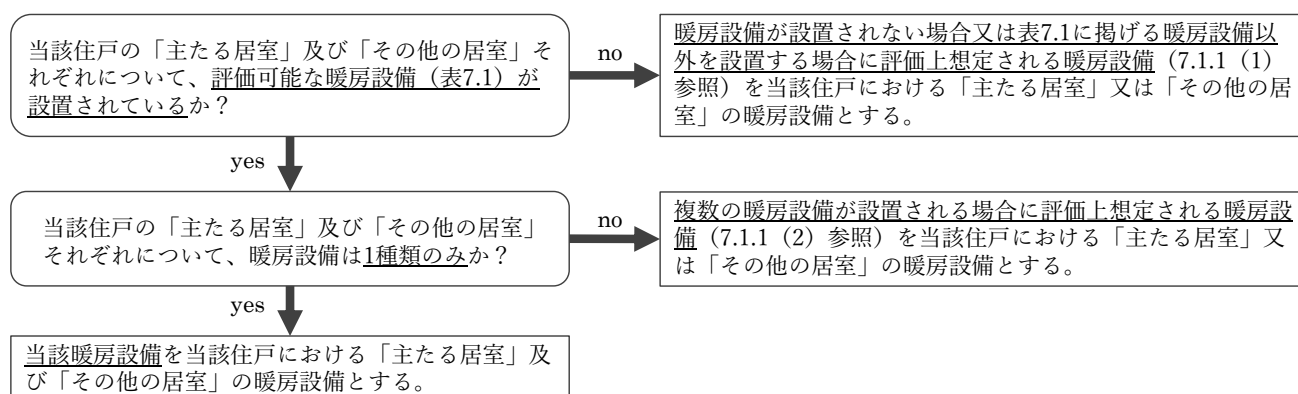 当該住戸の「主たる居室」及び「その他の居室」そ
れぞれについて、評価可能な暖房設備（表7.1）が
設置されているか？
no
暖房設備が設置されない場合又は表7.1に掲げる暖房設備以
外を設置する場合に評価上想定される暖房設備（7.1.1（1）
参照）を当該住戸における「主たる居室」又は「その他の居
室」の暖房設備とする。
yes
当該住戸の「主たる居室」及び「その他の居室」
それぞれについて、暖房設備は1種類のみか？
no
複数の暖房設備が設置される場合に評価上想定される暖房設
備（7.1.1（2）参照）を当該住戸における「主たる居室」又
は「その他の居室」の暖房設備とする。
yes
当該暖房設備を当該住戸における「主たる居室」及
び「その他の居室」の暖房設備とする。